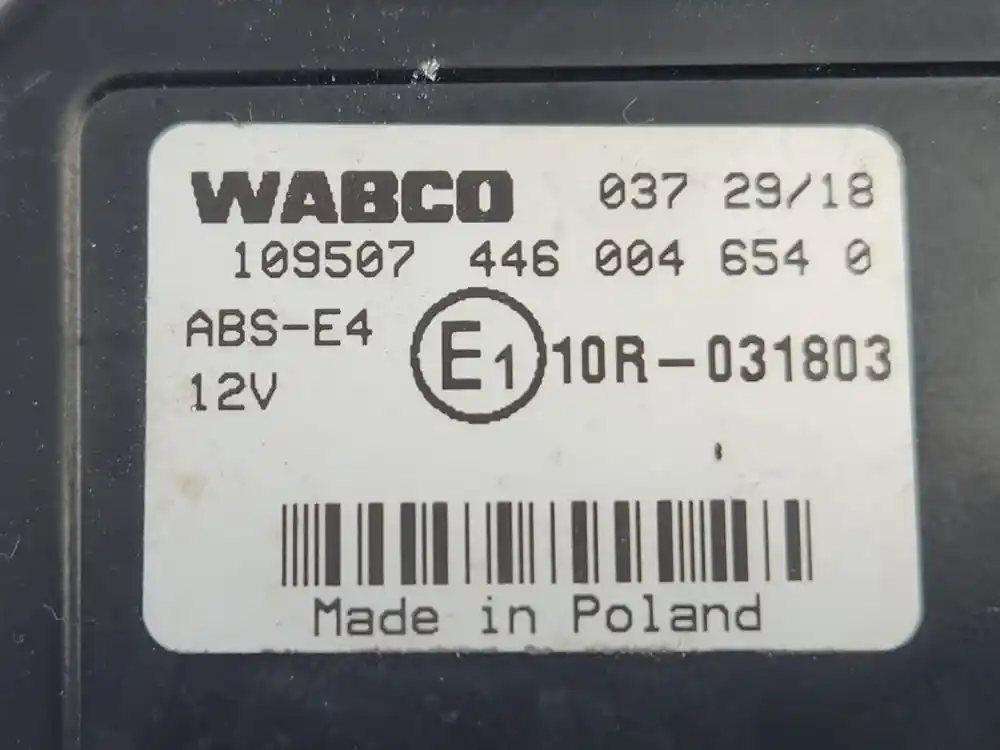 WABCO 037 29/18
109507 446 004 654 0
ABS-E4
12V
E1 10R-031803
Made in Poland